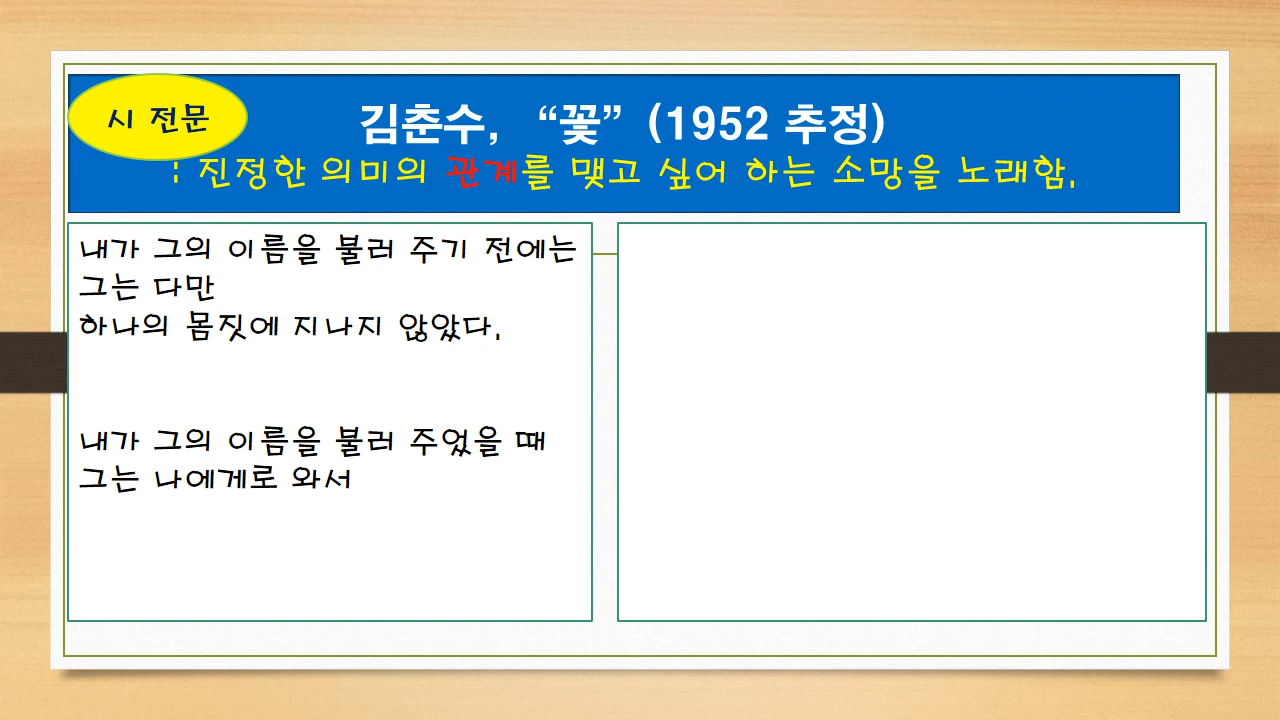 시 전문
김춘수, “꽃” (1952 추정)
: 진정한 의미의 관계를 맺고 싶어 하는 소망을 노래함.
내가 그의 이름을 불러 주기 전에는
그는 다만
하나의 몸짓에 지나지 않았다.
내가 그의 이름을 불러 주었을 때
그는 나에게로 와서